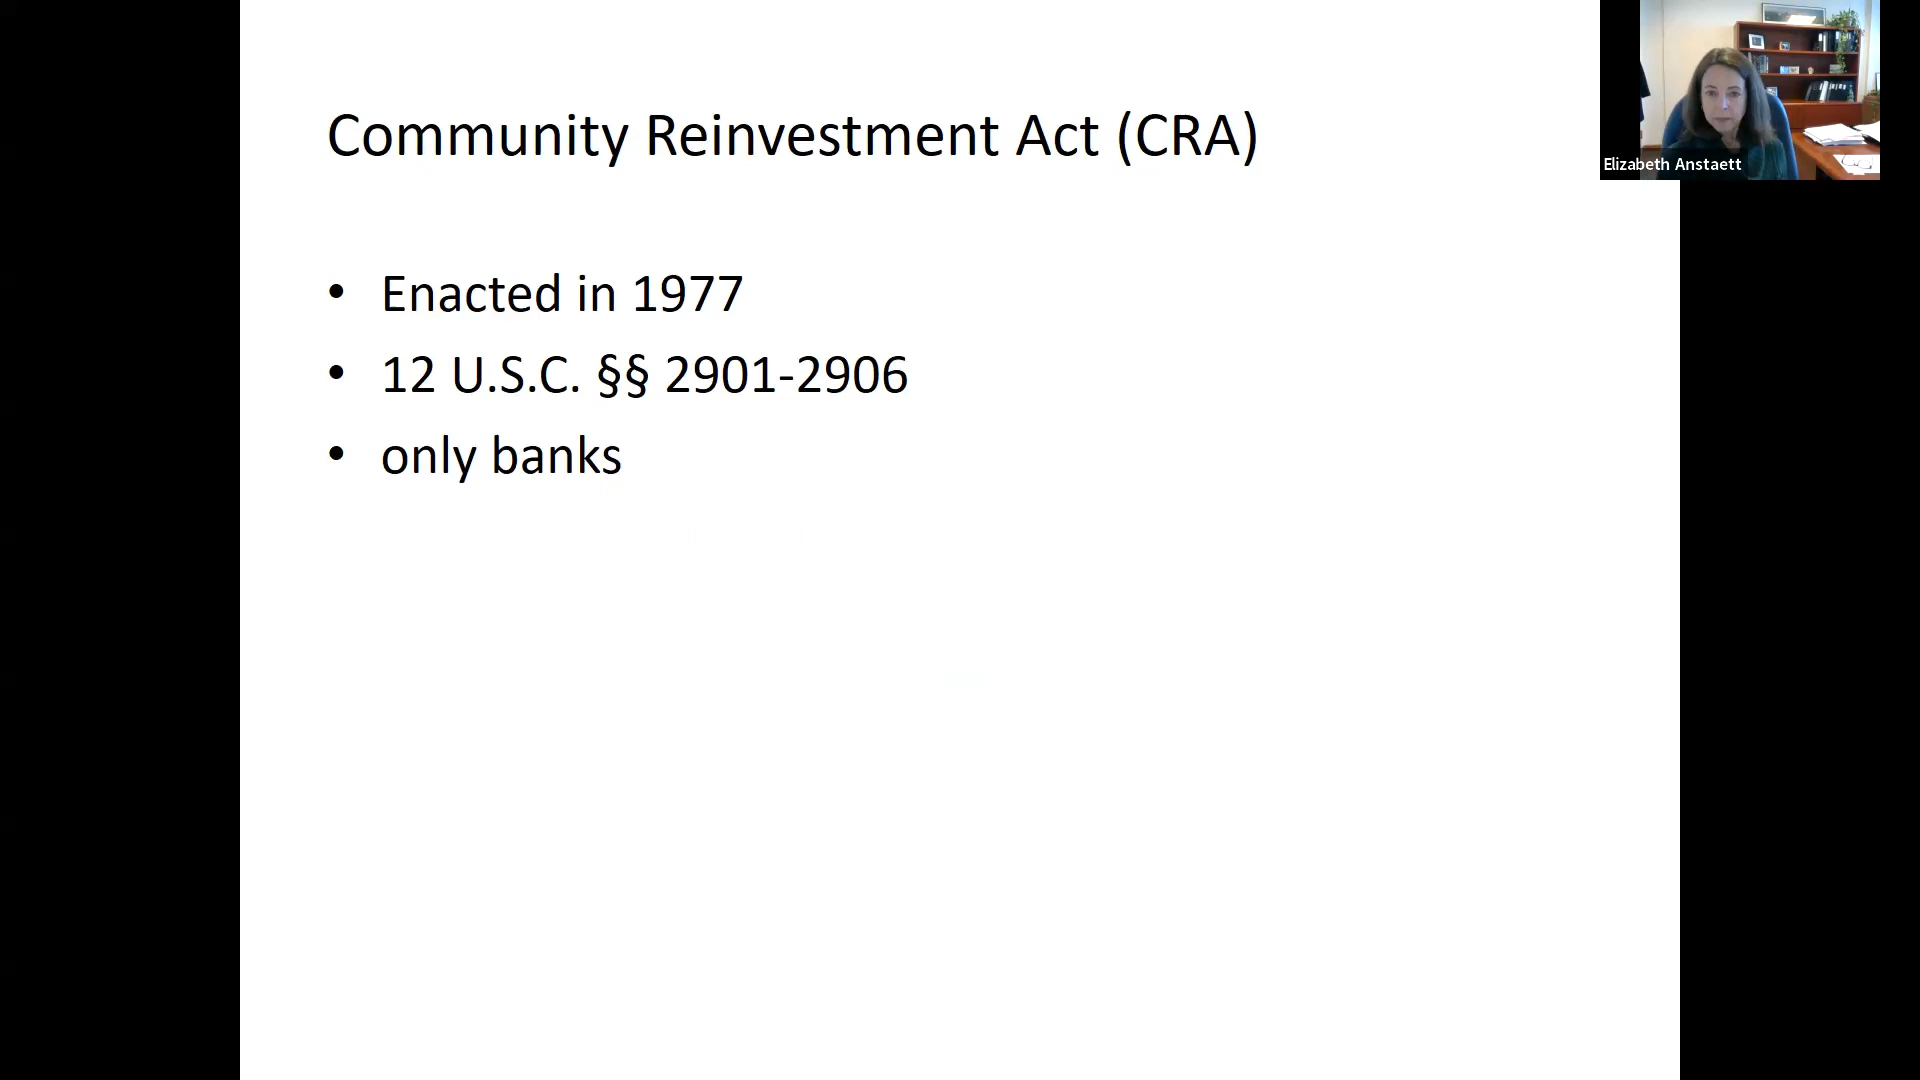 Community Reinvestment Act (CRA)
• Enacted in 1977
• 12 U.S.C. §§ 2901-2906
• only banks
Elizabeth Anstaett